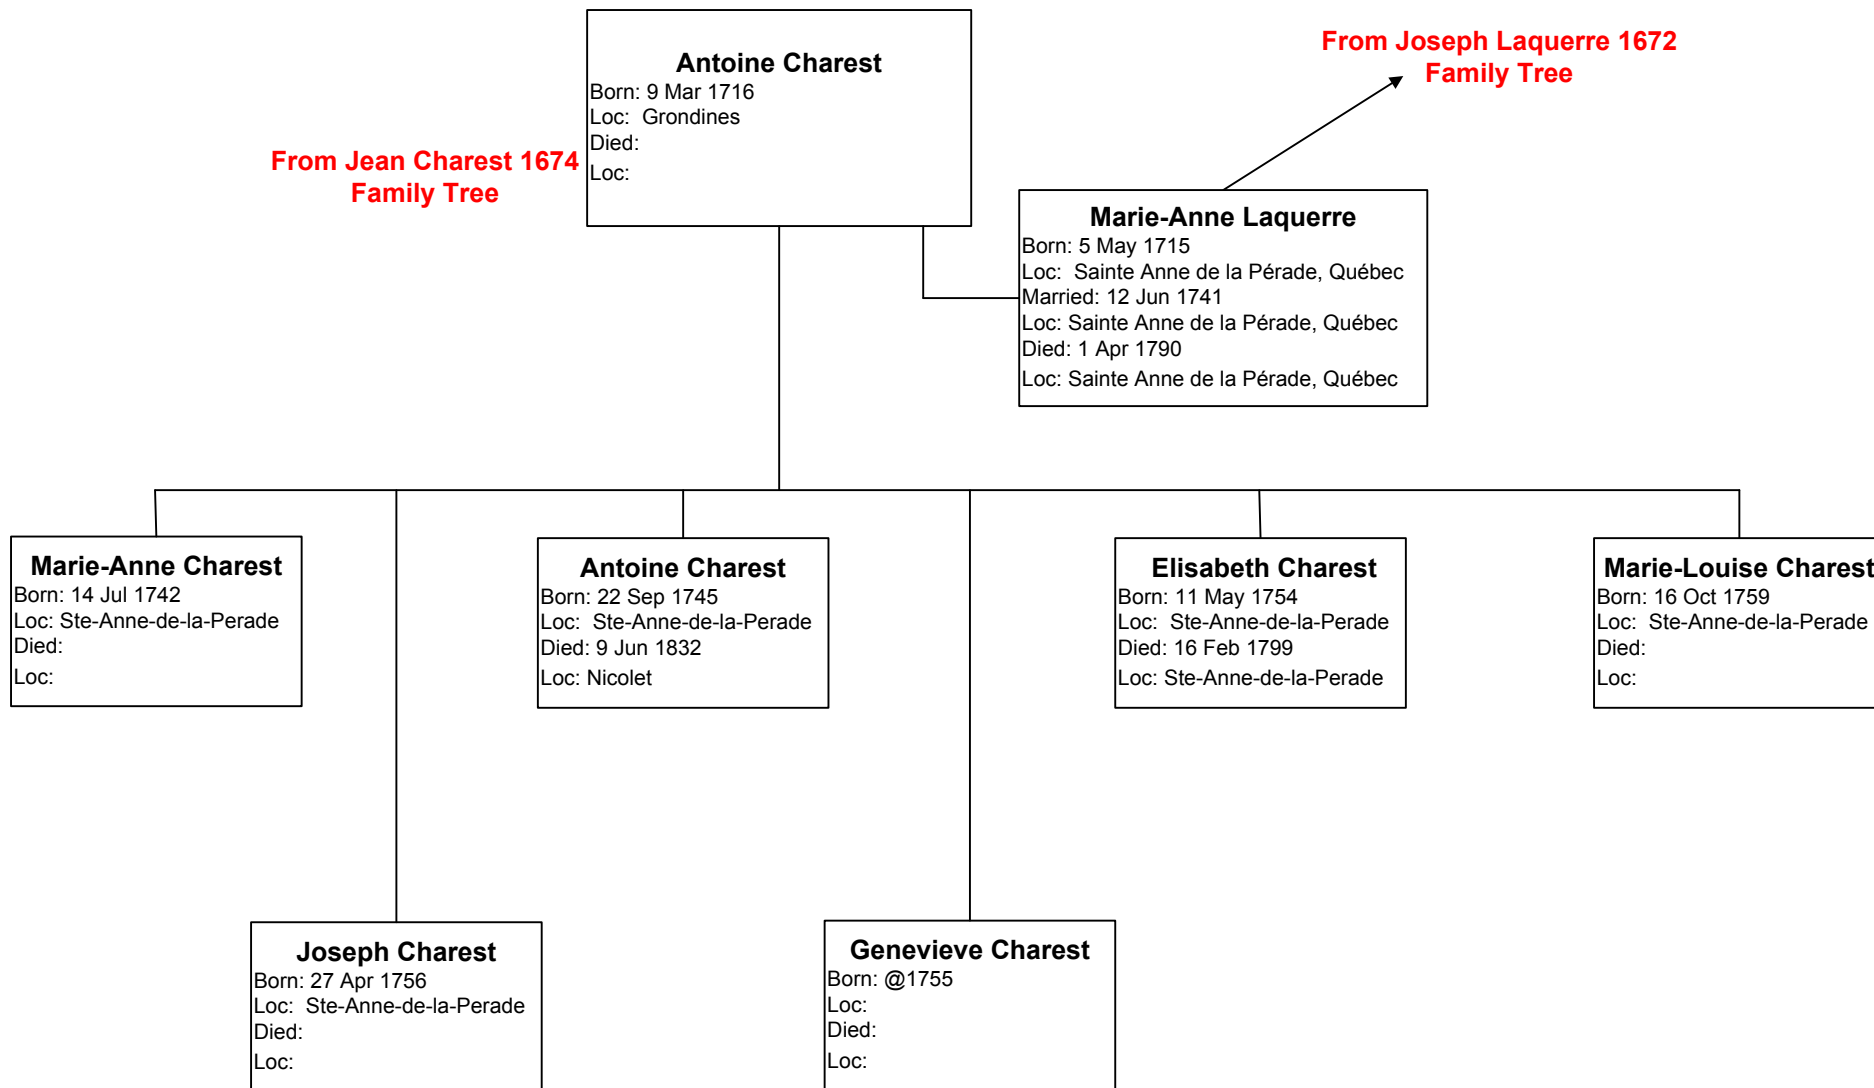 Antoine Charest
Born: 9 Mar 1716
Loc:  Grondines
Died:
Loc:
From Joseph Laquerre 1672
Family Tree
From Jean Charest 1674
Family Tree
Marie-Anne Laquerre
Born: 5 May 1715
Loc:  Sainte Anne de la Pérade, Québec
Married: 12 Jun 1741
Loc: Sainte Anne de la Pérade, Québec
Died: 1 Apr 1790
Loc: Sainte Anne de la Pérade, Québec
Marie-Anne Charest
Born: 14 Jul 1742
Loc: Ste-Anne-de-la-Perade
Died:
Loc:
Antoine Charest
Born: 22 Sep 1745
Loc:  Ste-Anne-de-la-Perade
Died: 9 Jun 1832
Loc: Nicolet
Elisabeth Charest
Born: 11 May 1754
Loc:  Ste-Anne-de-la-Perade
Died: 16 Feb 1799
Loc: Ste-Anne-de-la-Perade
Marie-Louise Charest
Born: 16 Oct 1759
Loc:  Ste-Anne-de-la-Perade
Died:
Loc:
Joseph Charest
Born: 27 Apr 1756
Loc:  Ste-Anne-de-la-Perade
Died:
Loc:
Genevieve Charest
Born: @1755
Loc:
Died:
Loc: